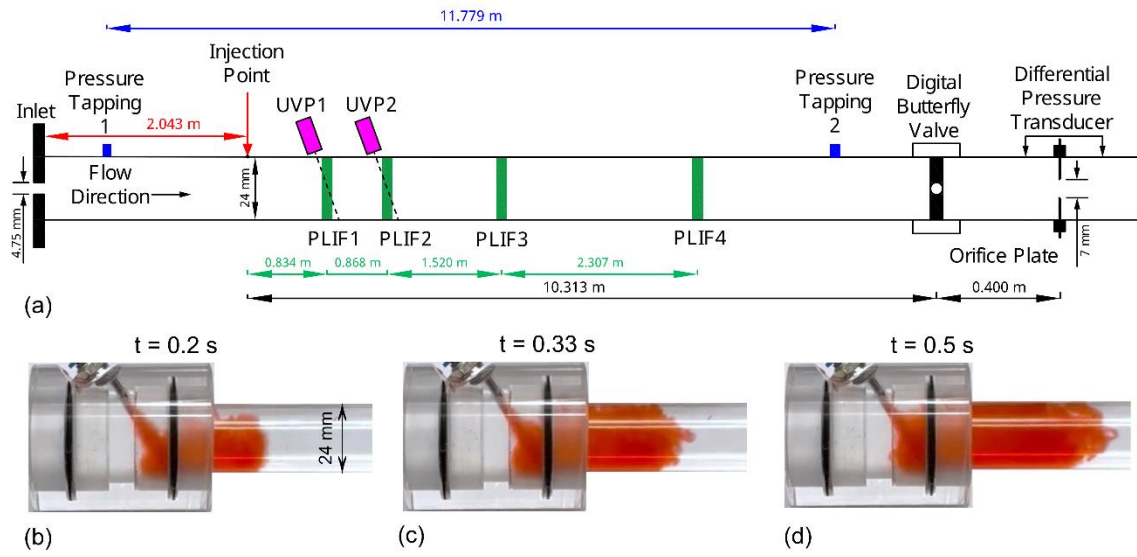 11.779 m
Injection
Point
Pressure
Tapping
1
UVP1
UVP2
Pressure
Tapping
2
Digital
Butterfly
Valve
Differential
Pressure
Transducer
Inlet
2.043 m
Flow
Direction
24 mm
4.75 mm
7 mm
PLIF1
PLIF2
PLIF3
PLIF4
Orifice Plate
0.834 m
0.868 m
1.520 m
2.307 m
10.313 m
0.400 m
(a)
t = 0.2 s
t = 0.33 s
t = 0.5 s
24 mm
(b)
(c)
(d)